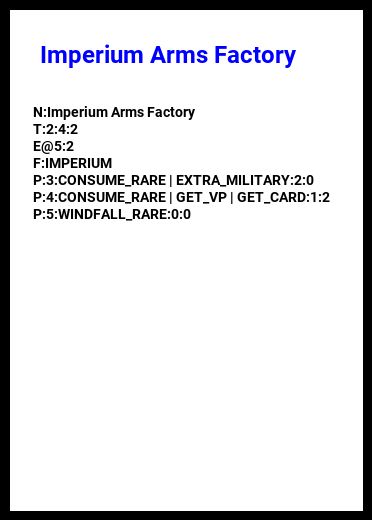 Imperium Arms Factory
N:Imperium Arms Factory
T:2:4:2
E@5:2
F:IMPERIUM
P:3:CONSUME_RARE | EXTRA_MILITARY:2:0
P:4:CONSUME_RARE | GET_VP | GET_CARD:1:2
P:5:WINDFALL_RARE:0:0